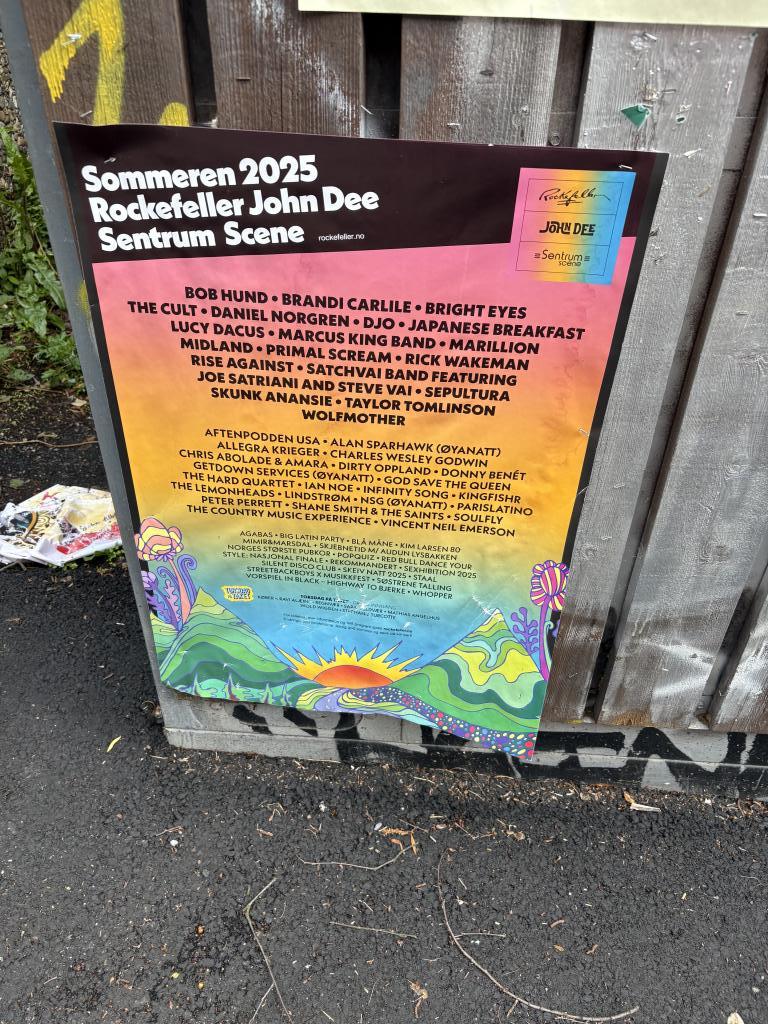 Sommeren 2025
Rockefeller John Dee
Sentrum Scene
rockefeller.no
Rockefeller
JOHN DEE
Sentrum
scene
BOB HUND • BRANDI CARLILE • BRIGHT EYES
THE CULT • DANIEL NORGREN • DJO • JAPANESE BREAKFAST
LUCY DACUS • MARCUS KING BAND • MARILLION
MIDLAND • PRIMAL SCREAM • RICK WAKEMAN
RISE AGAINST • SATCHVAI BAND FEATURING
JOE SATRIANI AND STEVE VAI • SEPULTURA
SKUNK ANANSIE • TAYLOR TOMLINSON
WOLFMOTHER
AFTENPODDEN USA • ALAN SPARHAWK (ØYANATT)
ALLEGRA KRIEGER • CHARLES WESLEY GODWIN
CHRIS ABOLADE & AMARA • DIRTY OPPLAND • DONNY BENÉT
GETDOWN SERVICES (ØYANATT) • GOD SAVE THE QUEEN
THE HARD QUARTET • IAN NOE • INFINITY SONG • KINGFISHR
THE LEMONHEADS • LINDSTRØM • NSG (ØYANATT) • PARISLATINO
PETER PERRETT • SHANE SMITH & THE SAINTS • SOULFLY
THE COUNTRY MUSIC EXPERIENCE • VINCENT NEIL EMERSON
AGABAS • BIG LATIN PARTY • BLÅ MÅNE • KIM LARSEN 80
MIMIR&MARSDAL • SKJEBNETID M/ AUDUN LYSBAKKEN
NORGES STØRSTE PUBKOR • POPQUIZ • RED BULL DANCE YOUR
STYLE: NASJONAL FINALE • REKOMMANDERT • SEXHIBITION 2025
SILENT DISCO CLUB • SKEIV NATT 2025 • STAAL
STREETBACKBOYS X MUSIKKFEST • SØSTRENE TALLING
VORSPIEL IN BLACK – HIGHWAY TO BJERKE • WHOPPER
TORSDAG PÅ
MATHIAS ANGELHUS